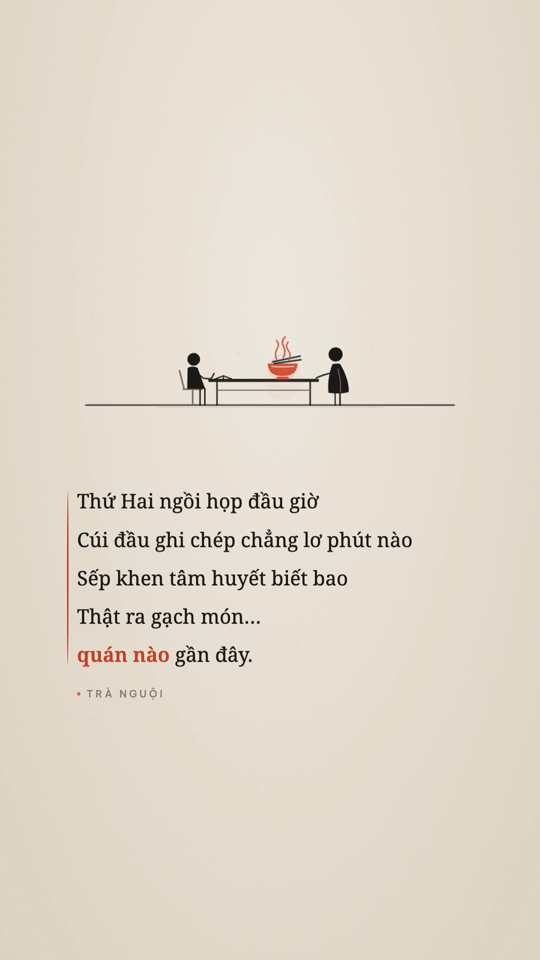 Thứ Hai ngồi họp đầu giờ
Cúi đầu ghi chép chẳng lơ phút nào
Sếp khen tâm huyết biết bao
Thật ra gạch món...
quán nào gần đây.
• TRÀ NGUỘI